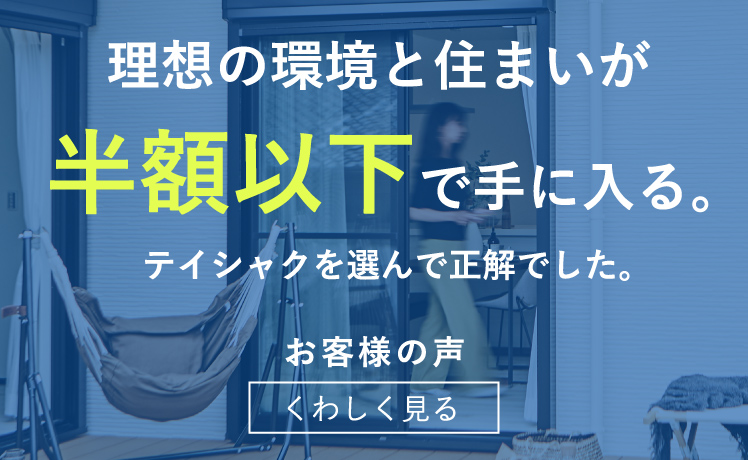 理想の環境と住まいが
半額以下で手に入る。
テイシャクを選んで正解でした。
お客様の声
くわしく見る